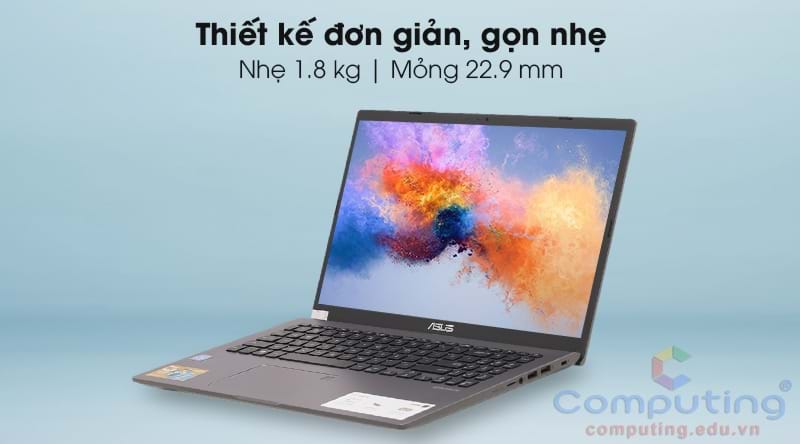 Thiết kế đơn giản, gọn nhẹ
Nhẹ 1.8 kg | Mỏng 22.9 mm
ASUS
Computing®
computing.edu.vn